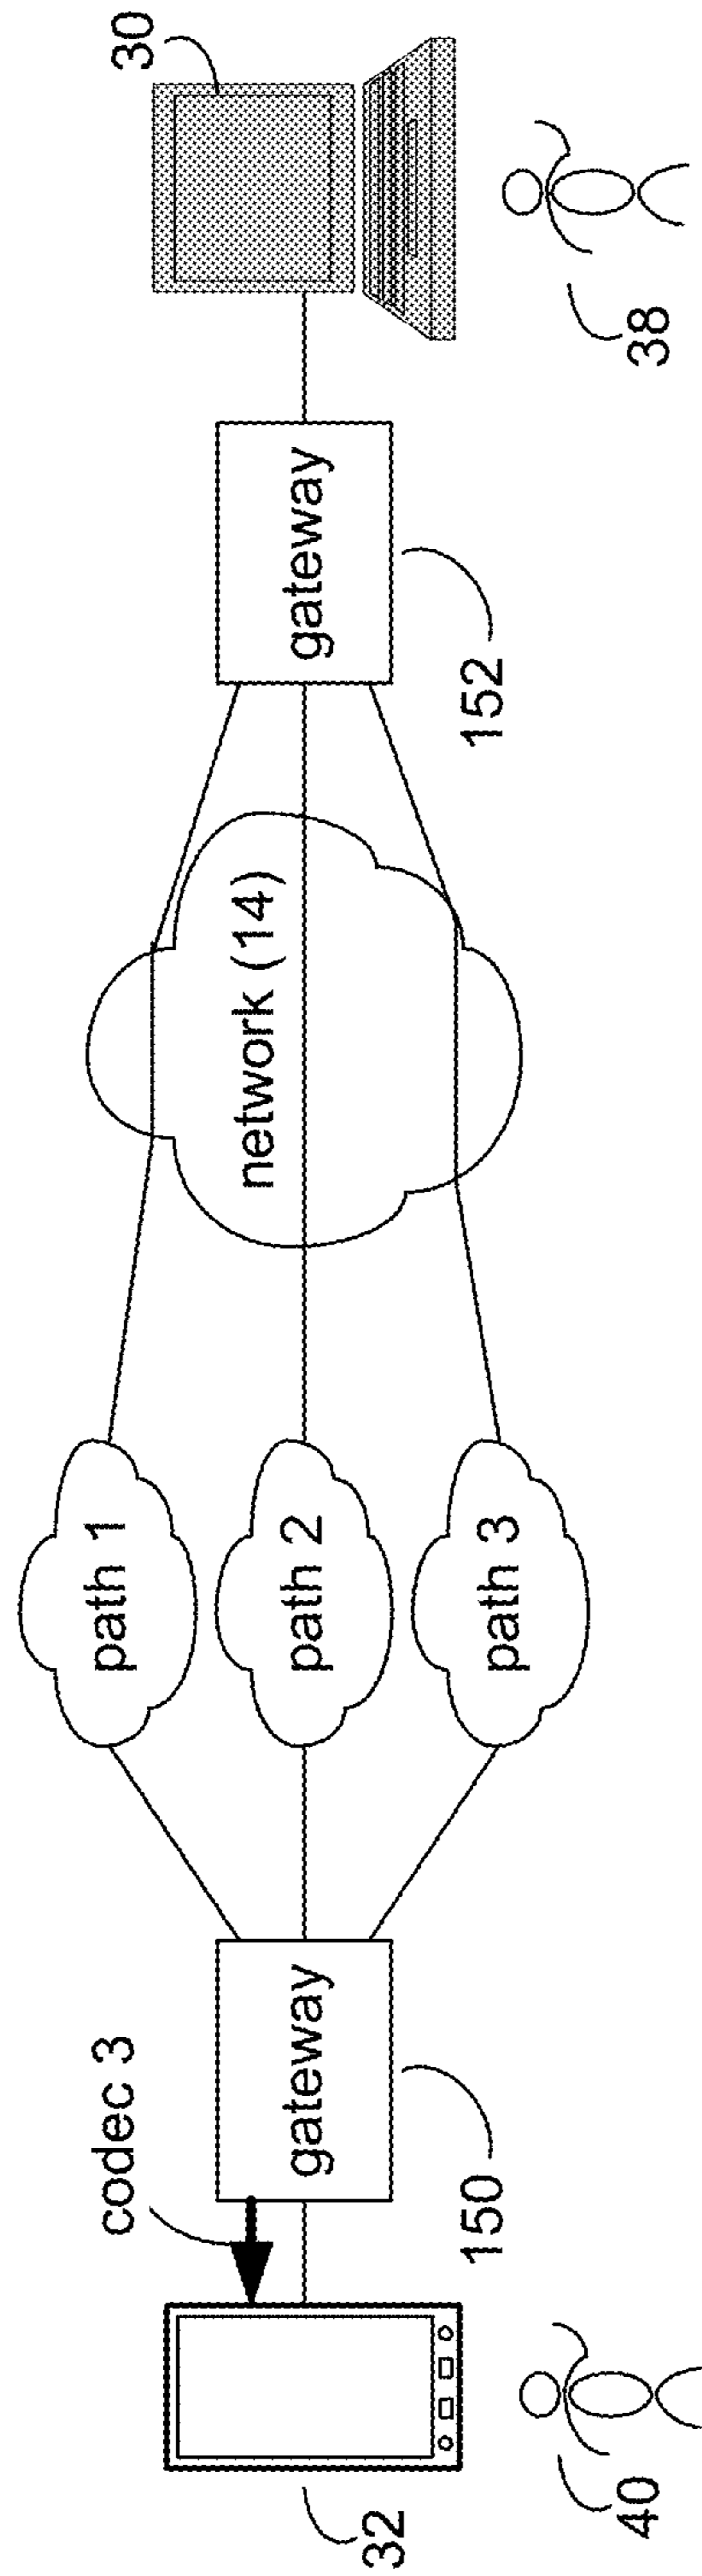 codec 3
32
40
gateway
150
path 1
path 2
path 3
network (14)
gateway
152
30
38